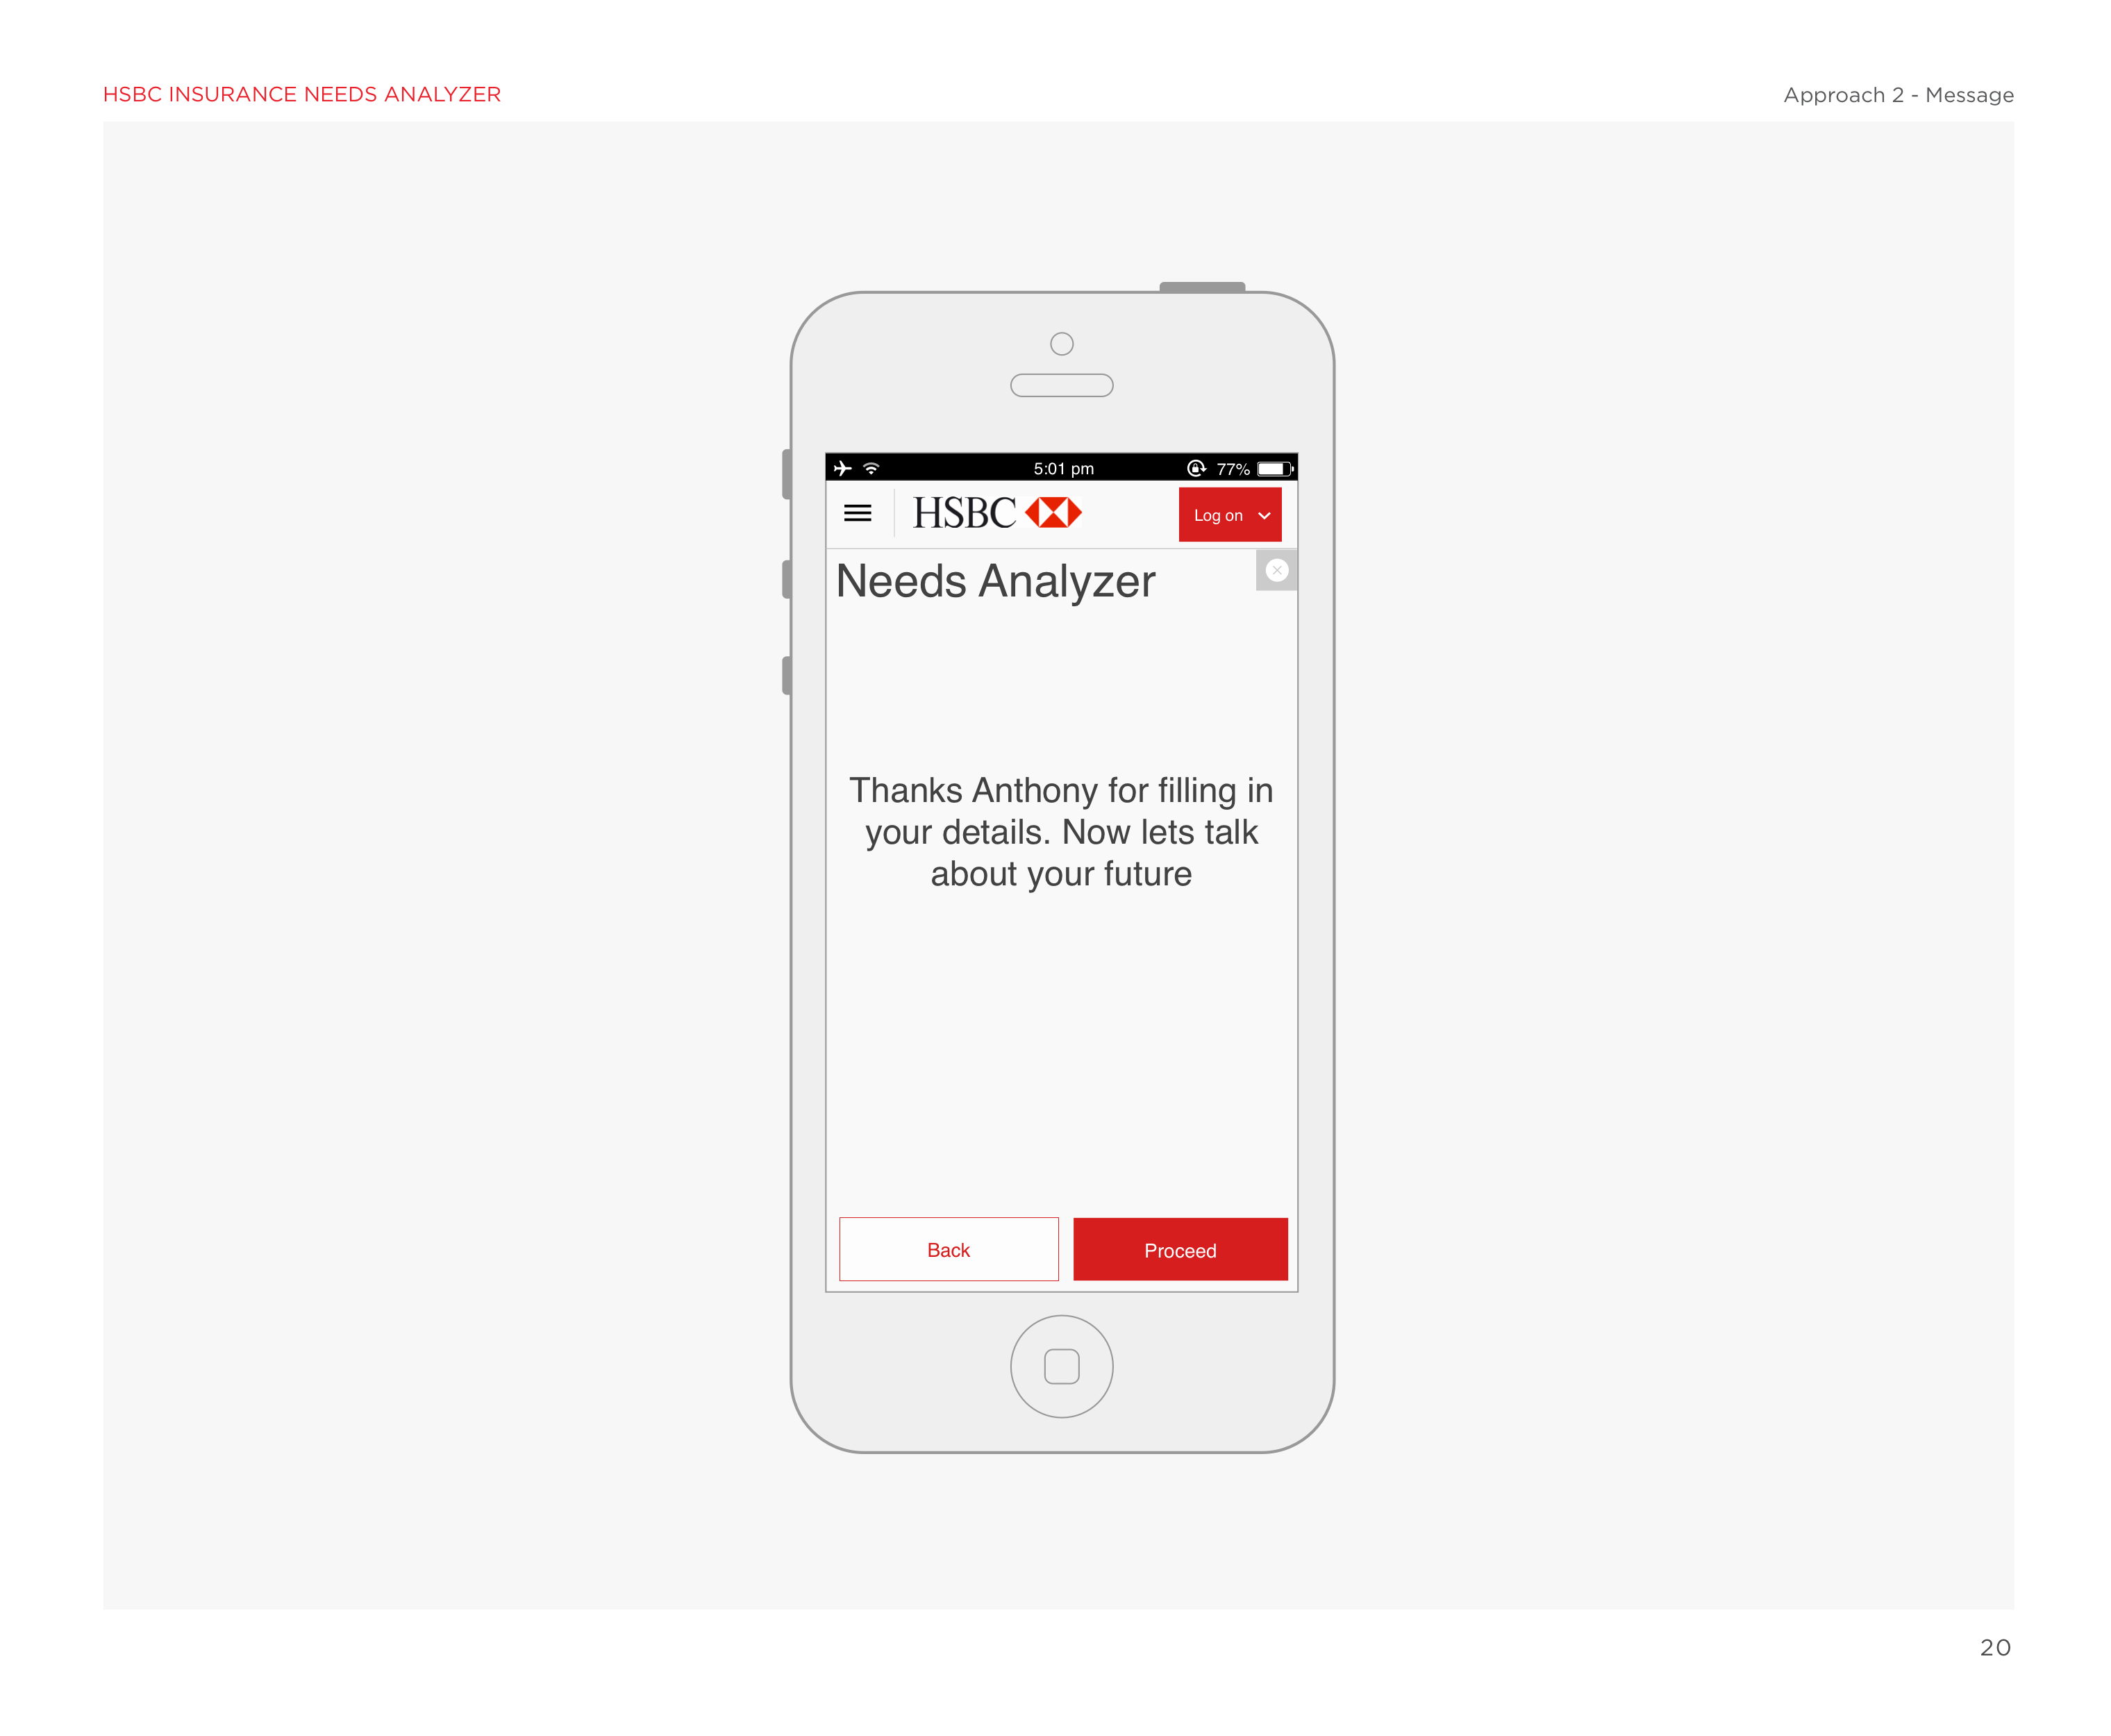 HSBC INSURANCE NEEDS ANALYZER
Approach 2 - Message
5:01 pm
77%
HSBC
Log on
Needs Analyzer
Thanks Anthony for filling in
your details. Now lets talk
about your future
Back
Proceed
20